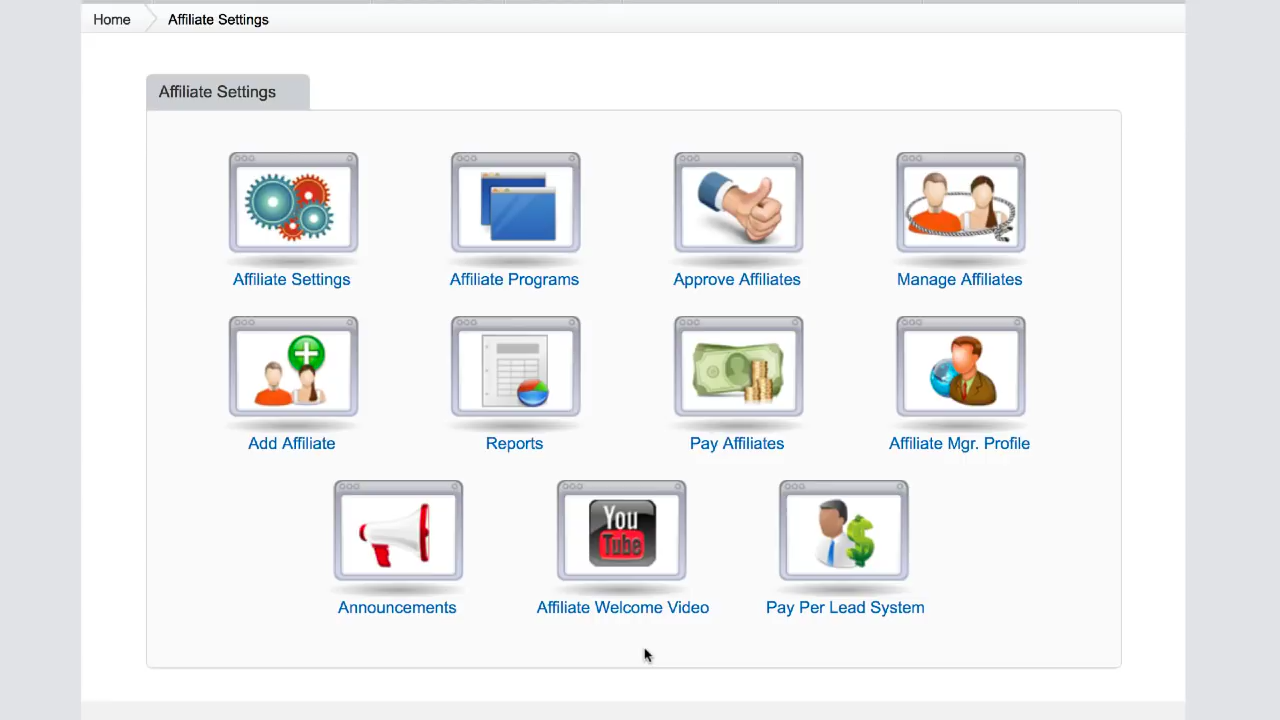 Home Affiliate Settings
Affiliate Settings
Affiliate Settings Affiliate Programs Approve Affiliates Manage Affiliates
Add Affiliate Reports Pay Affiliates Affiliate Mgr. Profile
You
Tube
Announcements Affiliate Welcome Video Pay Per Lead System